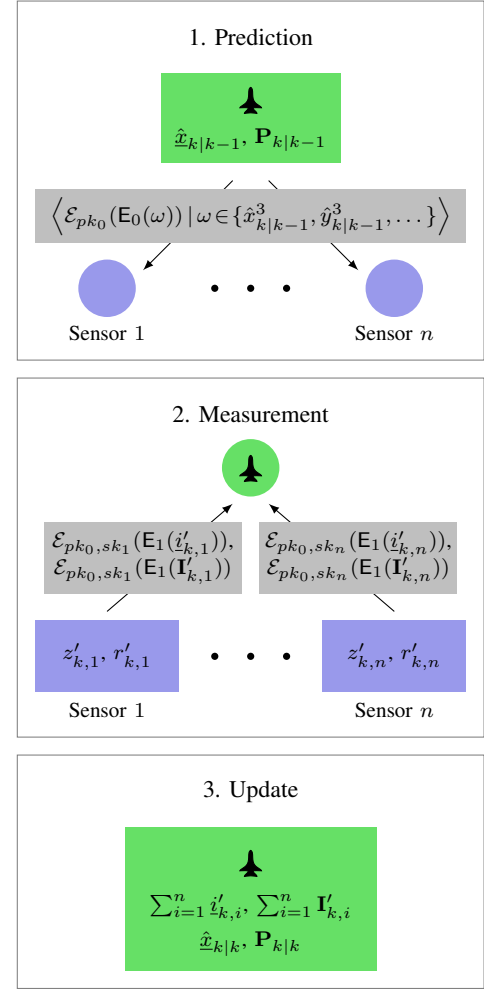 1. Prediction
$\underline{\hat{x}}_{k|k-1}$, $\mathbf{P}_{k|k-1}$
$\left\langle \mathcal{E}_{pk_0}(\mathsf{E}_0(\omega)) \,|\, \omega \in \{\hat{x}^3_{k|k-1}, \hat{y}^3_{k|k-1}, \ldots\} \right\rangle$
Sensor 1 Sensor $n$
2. Measurement
$\mathcal{E}_{pk_0,sk_1}(\mathsf{E}_1(\underline{i}'_{k,1}))$, $\mathcal{E}_{pk_0,sk_n}(\mathsf{E}_1(\underline{i}'_{k,n}))$,
$\mathcal{E}_{pk_0,sk_1}(\mathsf{E}_1(\mathbf{I}'_{k,1}))$ $\mathcal{E}_{pk_0,sk_n}(\mathsf{E}_1(\mathbf{I}'_{k,n}))$
$z'_{k,1}$, $r'_{k,1}$ • • • $z'_{k,n}$, $r'_{k,n}$
Sensor 1 Sensor $n$
3. Update
$\sum_{i=1}^{n} \underline{i}'_{k,i}$, $\sum_{i=1}^{n} \mathbf{I}'_{k,i}$
$\underline{\hat{x}}_{k|k}$, $\mathbf{P}_{k|k}$